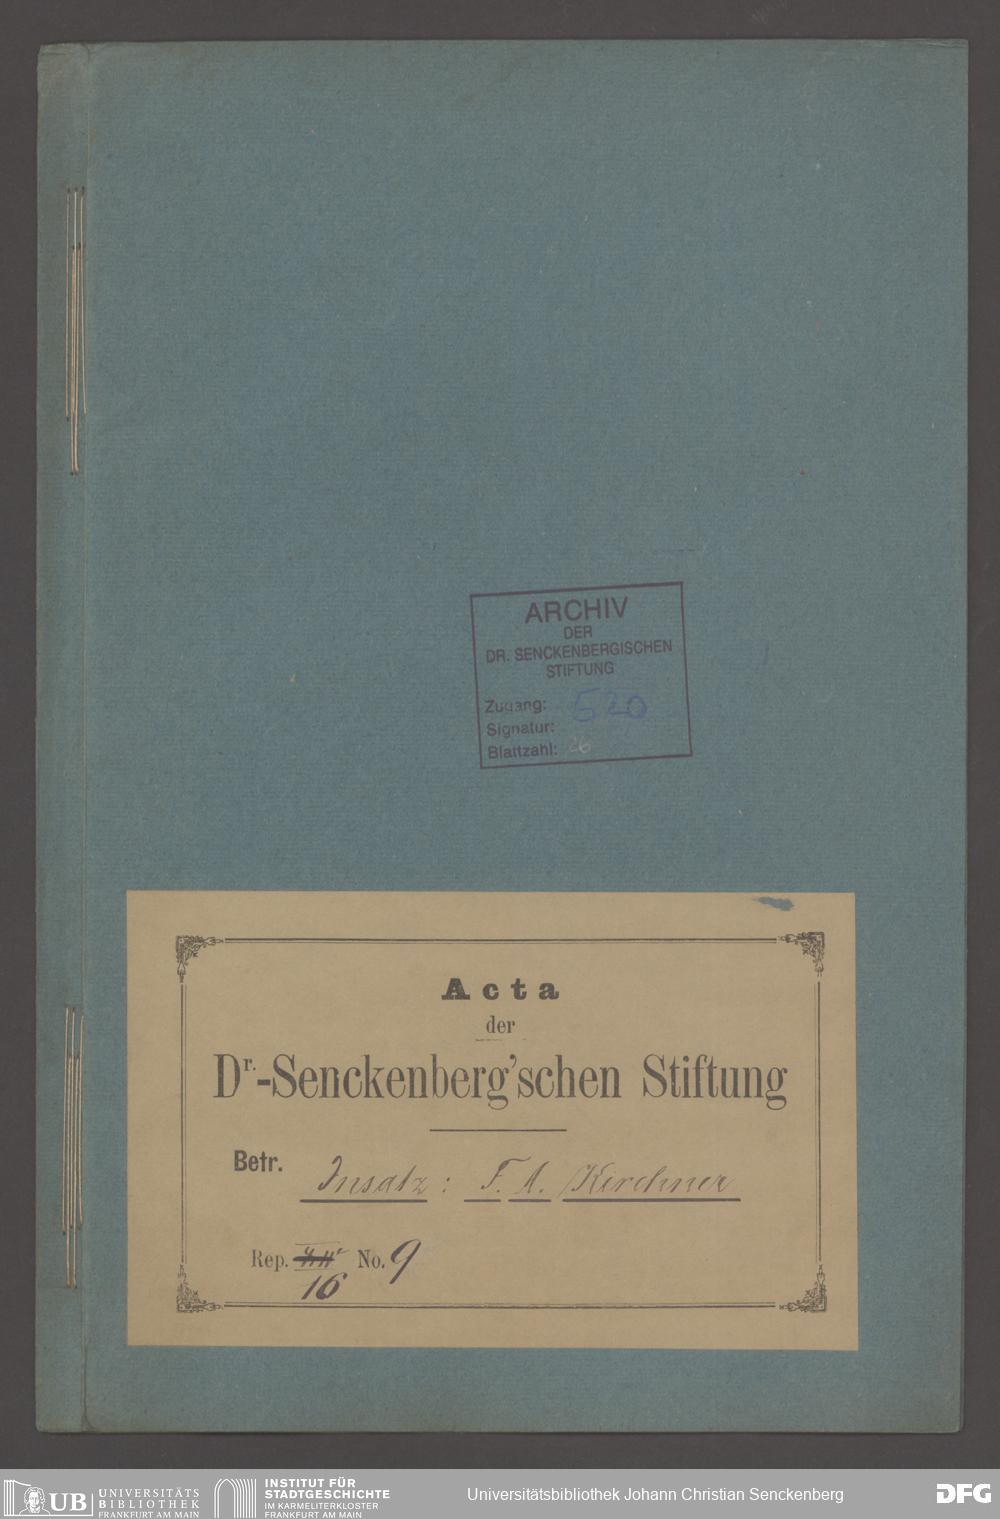 ARCHIV
DER
DR. SENCKENBERGISCHEN
STIFTUNG
Zugang: 520
Signatur:
Blattzahl: 26
Acta
der
Dr.-Senckenberg'schen Stiftung
Betr. Insatz: F. A. Kirchner
Rep. No. 9
16
UB UNIVERSITÄTS
BIBLIOTHEK
FRANKFURT AM MAIN
INSTITUT FÜR
STADTGESCHICHTE
IM KARMELITERKLOSTER
FRANKFURT AM MAIN
Universitätsbibliothek Johann Christian Senckenberg
DFG